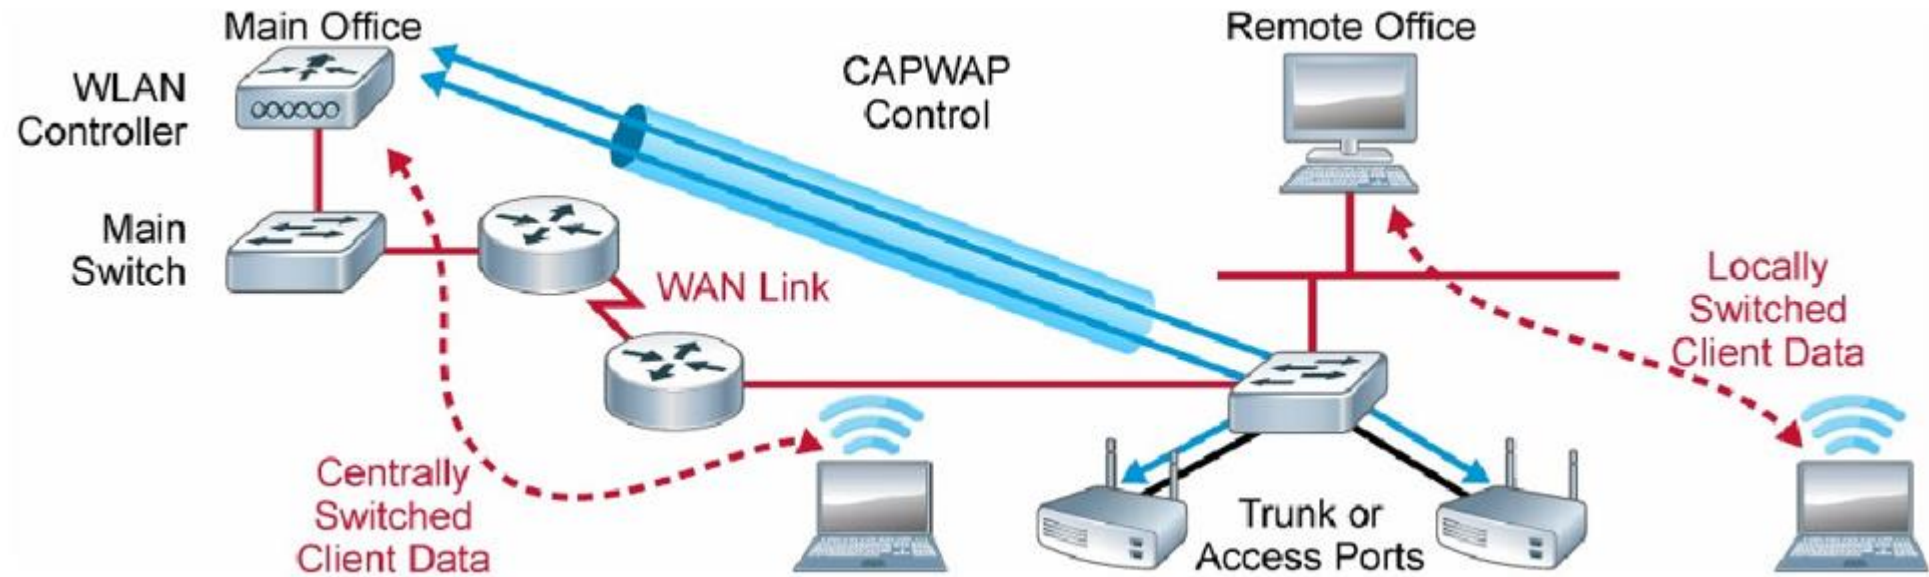 Main Office
WLAN
Controller
Main
Switch
WAN Link
CAPWAP
Control
Remote Office
Locally
Switched
Client Data
Centrally
Switched
Client Data
Trunk or
Access Ports